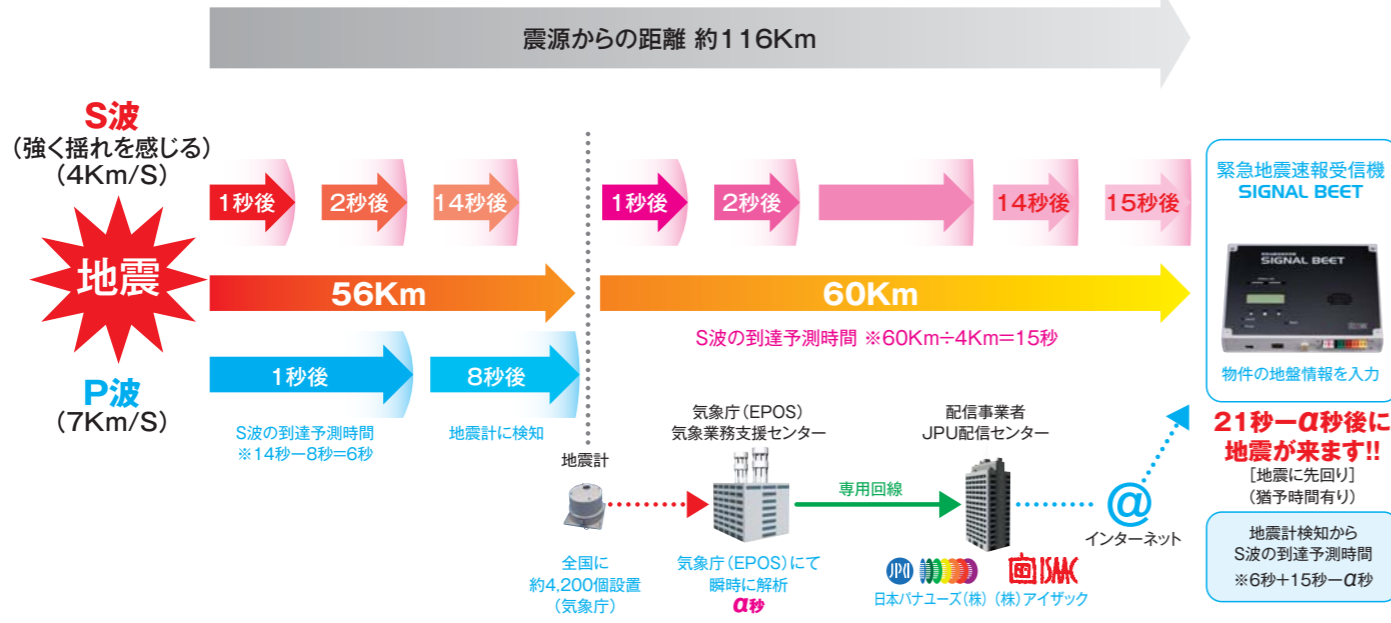 震源からの距離 約116Km
S波
(強く揺れを感じる)
(4Km/S)
1秒後
2秒後
14秒後
1秒後
2秒後
14秒後
15秒後
地震
56Km
60Km
S波の到達予測時間 ※60Km÷4Km=15秒
P波
(7Km/S)
1秒後
8秒後
S波の到達予測時間
※14秒ー8秒=6秒
地震計に検知
地震計
全国に
約4,200個設置
(気象庁)
気象庁(EPOS)
気象業務支援センター
気象庁(EPOS)にて
瞬時に解析
α秒
専用回線
配信事業者
JPU配信センター
JPU
ISAAC
日本パナユーズ(株) (株)アイザック
@
インターネット
緊急地震速報受信機
SIGNAL BEET
SIGNAL BEET
物件の地盤情報を入力
21秒ーα秒後に
地震が来ます!!
[地震に先回り]
(猶予時間有り)
地震計検知から
S波の到達予測時間
※6秒+15秒ーα秒